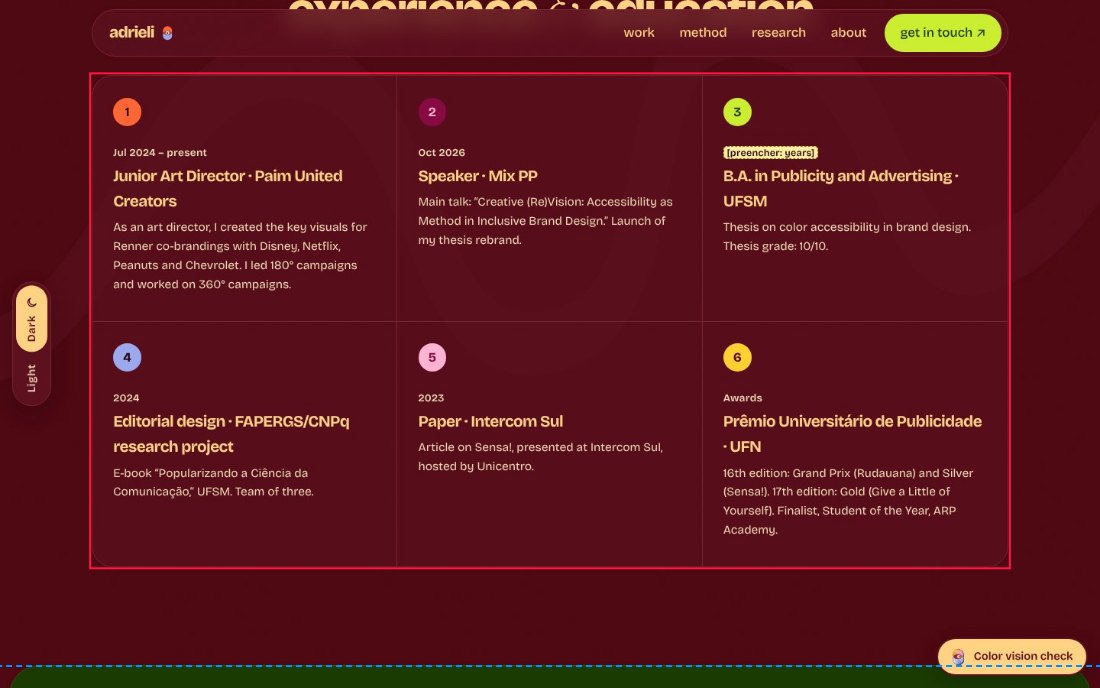 experience & education
adrieli
work method research about get in touch ↗
1
Jul 2024 – present
Junior Art Director · Paim United
Creators
As an art director, I created the key visuals for
Renner co-brandings with Disney, Netflix,
Peanuts and Chevrolet. I led 180° campaigns
and worked on 360° campaigns.
2
Oct 2026
Speaker · Mix PP
Main talk: “Creative (Re)Vision: Accessibility as
Method in Inclusive Brand Design.” Launch of
my thesis rebrand.
3
[preencher: years]
B.A. in Publicity and Advertising ·
UFSM
Thesis on color accessibility in brand design.
Thesis grade: 10/10.
4
2024
Editorial design · FAPERGS/CNPq
research project
E-book “Popularizando a Ciência da
Comunicação,” UFSM. Team of three.
5
2023
Paper · Intercom Sul
Article on Sensa!, presented at Intercom Sul,
hosted by Unicentro.
6
Awards
Prêmio Universitário de Publicidade
· UFN
16th edition: Grand Prix (Rudauana) and Silver
(Sensa!). 17th edition: Gold (Give a Little of
Yourself). Finalist, Student of the Year, ARP
Academy.
Dark
Light
Color vision check